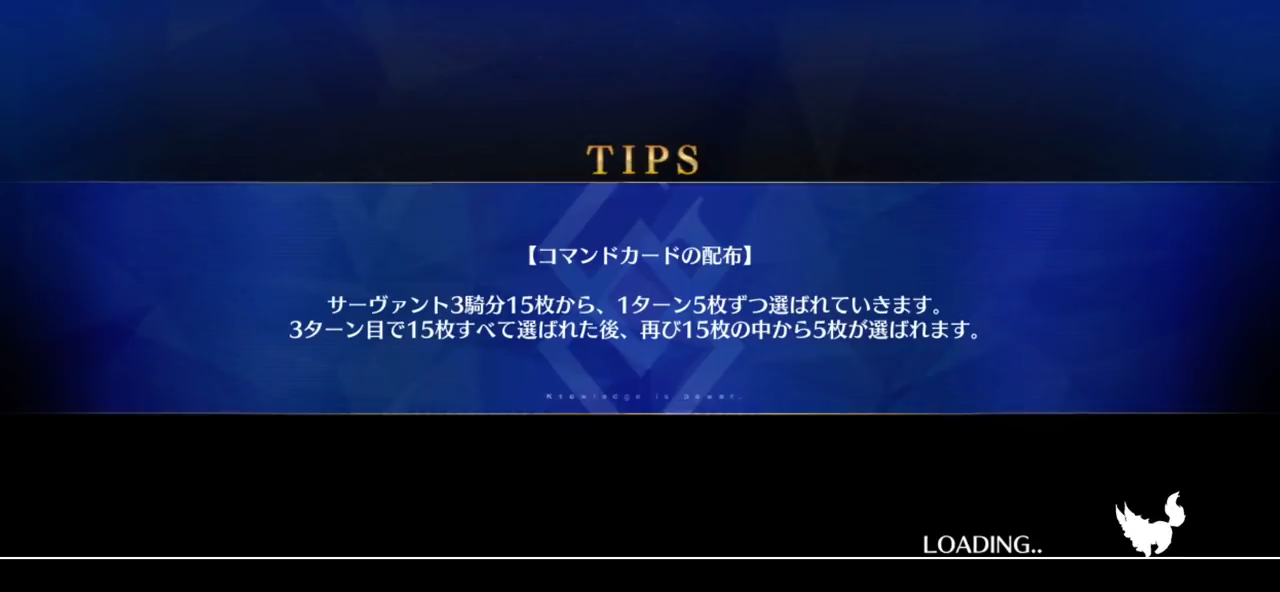 TIPS
【コマンドカードの配布】
サーヴァント3騎分15枚から、1ターン5枚ずつ選ばれていきます。
3ターン目で15枚すべて選ばれた後、再び15枚の中から5枚が選ばれます。
Knowledge is power.
LOADING..